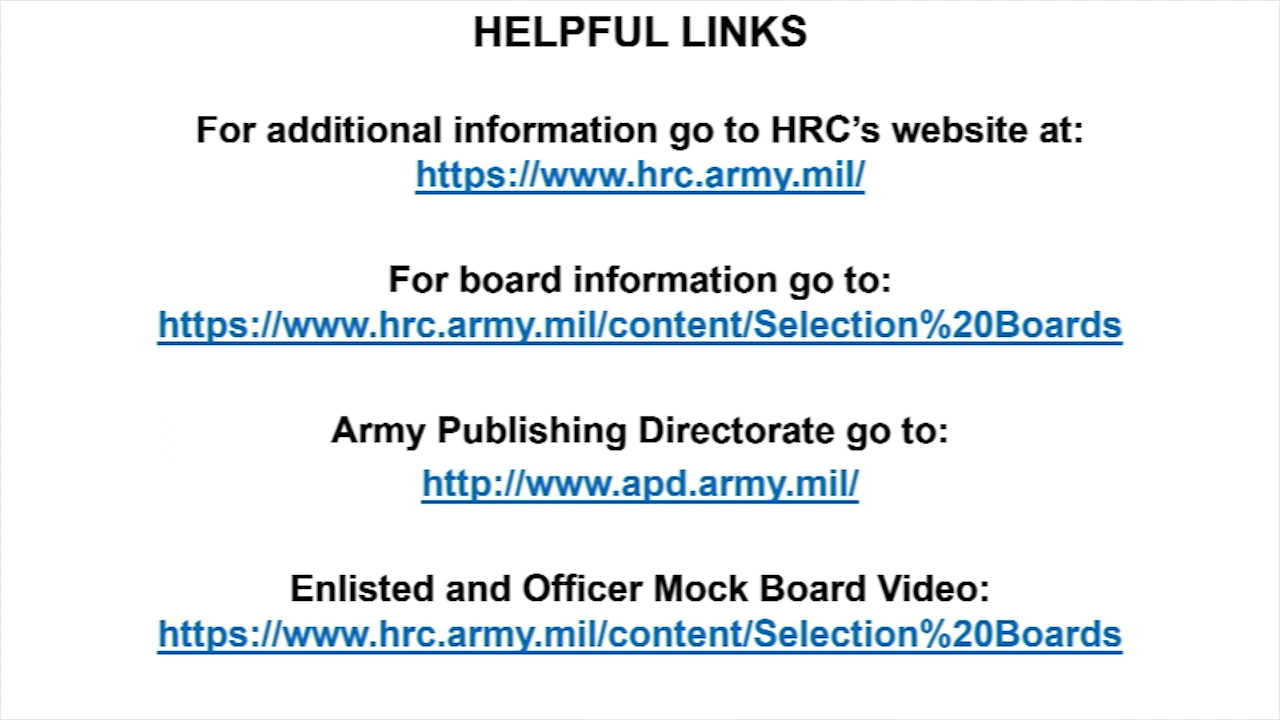 HELPFUL LINKS
For additional information go to HRC’s website at:
https://www.hrc.army.mil/
For board information go to:
https://www.hrc.army.mil/content/Selection%20Boards
Army Publishing Directorate go to:
http://www.apd.army.mil/
Enlisted and Officer Mock Board Video:
https://www.hrc.army.mil/content/Selection%20Boards